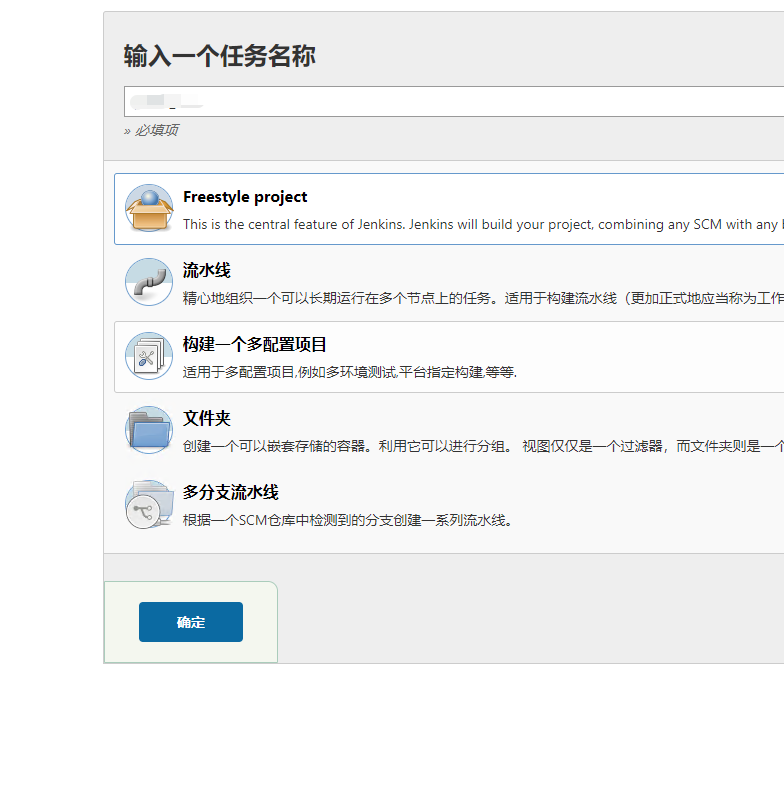 输入一个任务名称
» 必填项
Freestyle project
This is the central feature of Jenkins. Jenkins will build your project, combining any SCM with any
流水线
精心地组织一个可以长期运行在多个节点上的任务。适用于构建流水线（更加正式地应当称为工作
构建一个多配置项目
适用于多配置项目,例如多环境测试,平台指定构建,等等.
文件夹
创建一个可以嵌套存储的容器。利用它可以进行分组。 视图仅仅是一个过滤器，而文件夹则是一个
多分支流水线
根据一个SCM仓库中检测到的分支创建一系列流水线。
确定